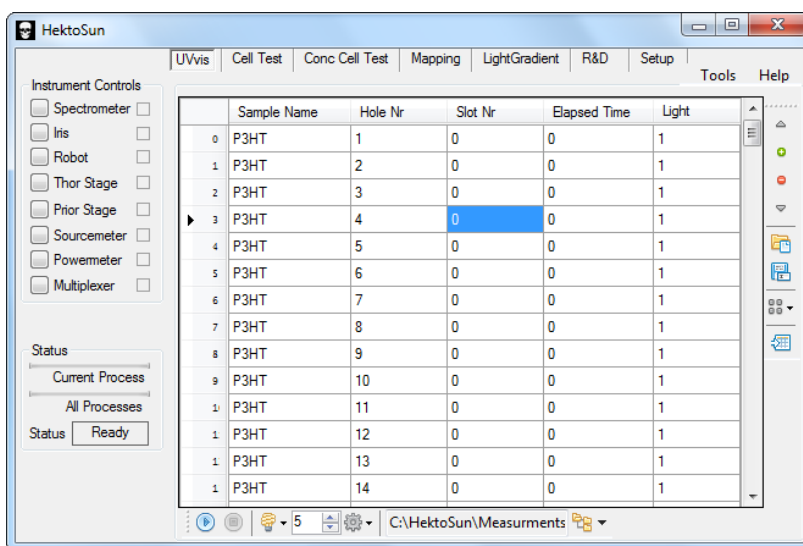 HektoSun
UVvis Cell Test Conc Cell Test Mapping LightGradient R&D Setup
Tools Help
Instrument Controls
Spectrometer
Iris
Robot
Thor Stage
Prior Stage
Sourcemeter
Powermeter
Multiplexer
Status
Current Process
All Processes
Status Ready
Sample Name Hole Nr Slot Nr Elapsed Time Light
0 P3HT 1 0 0 1
1 P3HT 2 0 0 1
2 P3HT 3 0 0 1
3 P3HT 4 0 0 1
4 P3HT 5 0 0 1
5 P3HT 6 0 0 1
6 P3HT 7 0 0 1
7 P3HT 8 0 0 1
8 P3HT 9 0 0 1
9 P3HT 10 0 0 1
1 P3HT 11 0 0 1
1 P3HT 12 0 0 1
1 P3HT 13 0 0 1
1 P3HT 14 0 0 1
5 C:\HektoSun\Measurments